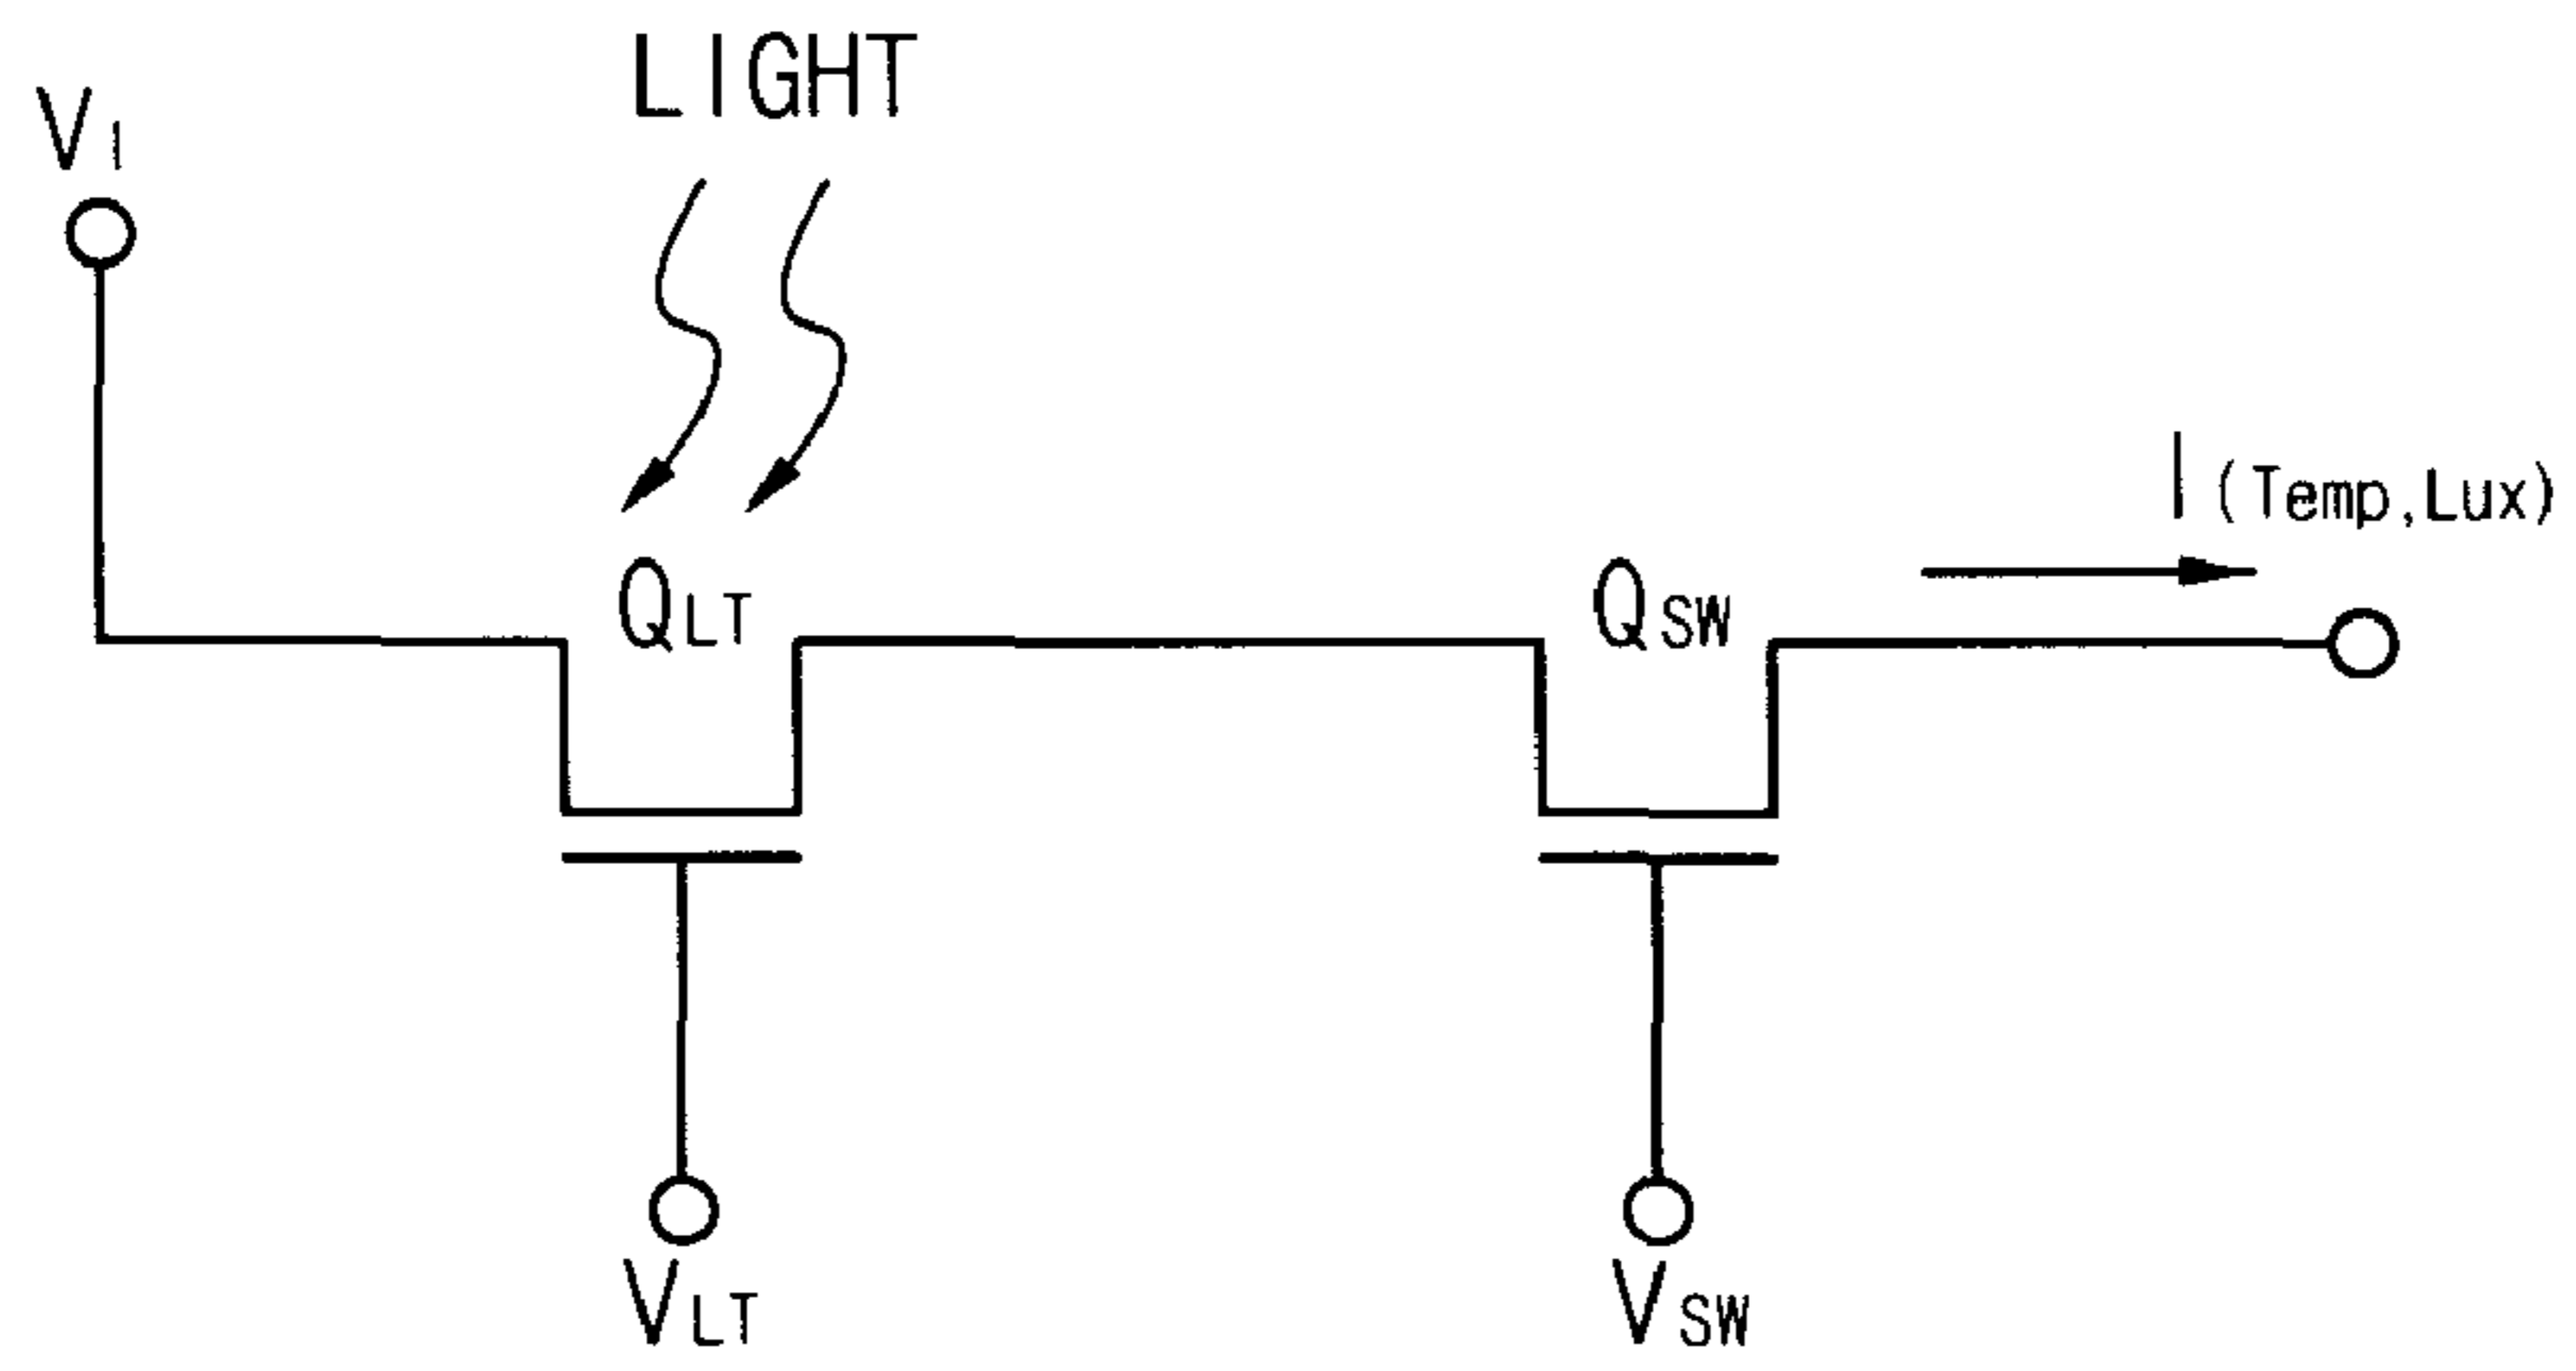 LIGHT
V1
I(Temp,Lux)
QLT
QSW
VLT
VSW